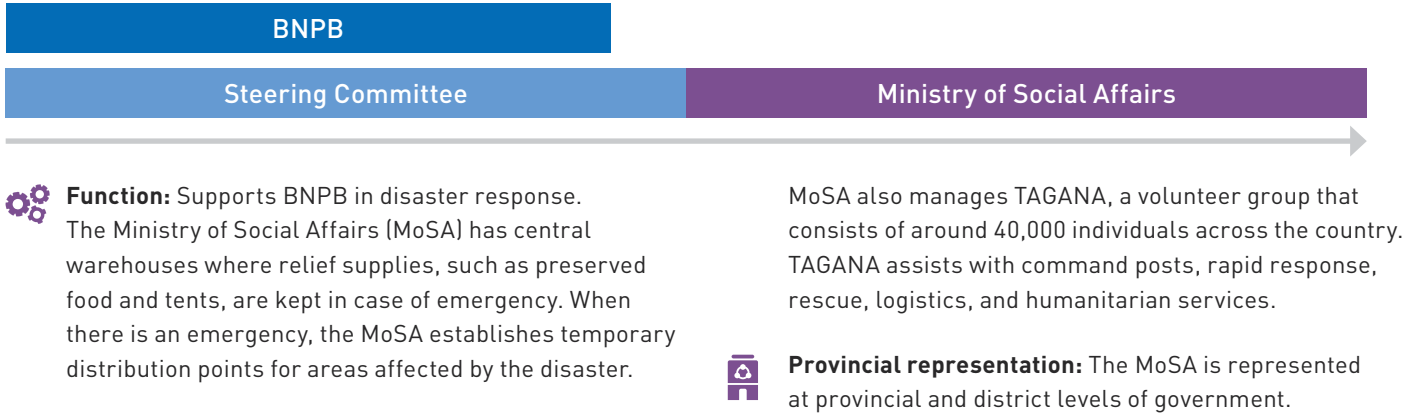 BNPB
Steering Committee
Ministry of Social Affairs
Function: Supports BNPB in disaster response.
The Ministry of Social Affairs (MoSA) has central
warehouses where relief supplies, such as preserved
food and tents, are kept in case of emergency. When
there is an emergency, the MoSA establishes temporary
distribution points for areas affected by the disaster.
MoSA also manages TAGANA, a volunteer group that
consists of around 40,000 individuals across the country.
TAGANA assists with command posts, rapid response,
rescue, logistics, and humanitarian services.
Provincial representation: The MoSA is represented
at provincial and district levels of government.